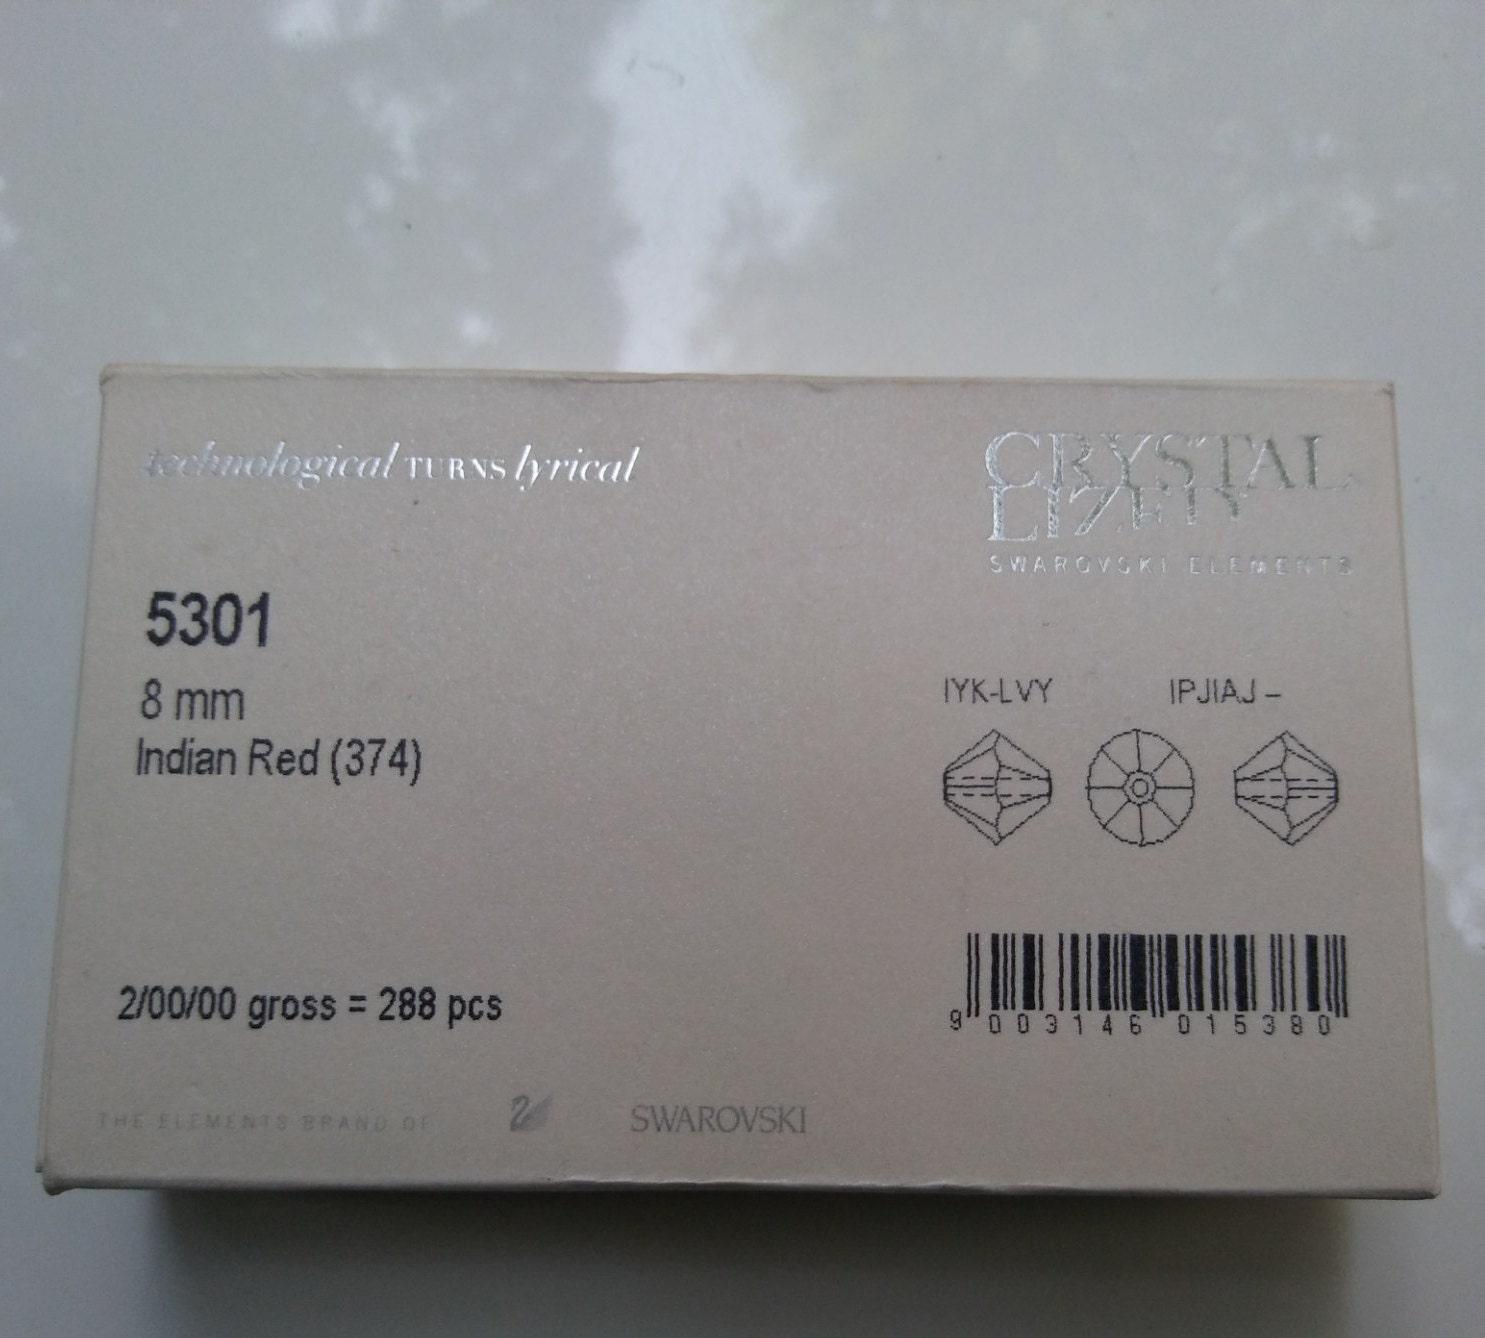 technological TURNS lyrical
CRYSTALLIZED
SWAROVSKI ELEMENTS
5301
8 mm
Indian Red (374)
IYK-LVY IPJIAJ –
2/00/00 gross = 288 pcs
9 003146 015380
THE ELEMENTS BRAND OF SWAROVSKI